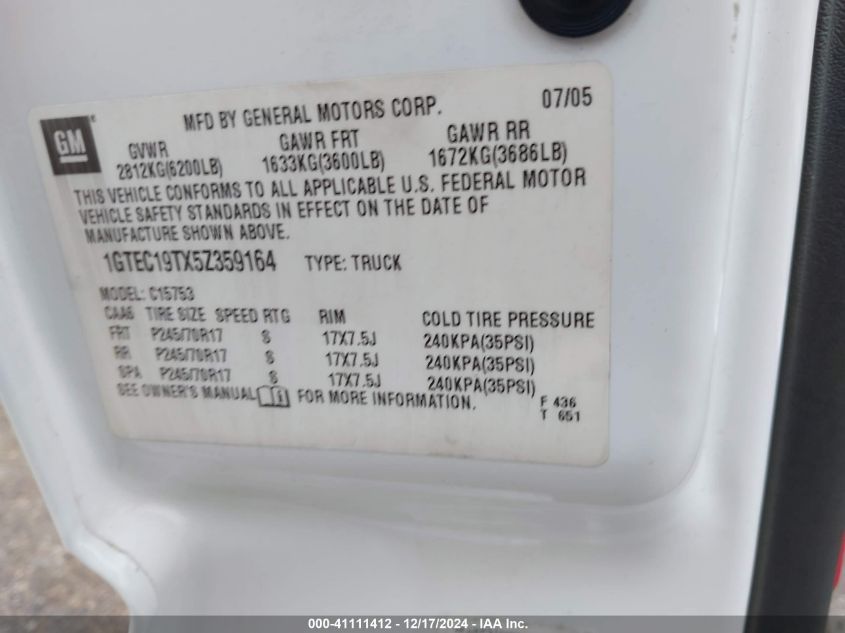 MFD BY GENERAL MOTORS CORP. 07/05
GM
GVWR GAWR FRT GAWR RR
2812KG(6200LB) 1633KG(3600LB) 1672KG(3686LB)
THIS VEHICLE CONFORMS TO ALL APPLICABLE U.S. FEDERAL MOTOR
VEHICLE SAFETY STANDARDS IN EFFECT ON THE DATE OF
MANUFACTURE SHOWN ABOVE.
1GTEC19TX5Z359164 TYPE: TRUCK
MODEL: C15753
TIRE SIZE SPEED RTG RIM COLD TIRE PRESSURE
FRT P245/70R17 S 17X7.5J 240KPA(35PSI)
RR P245/70R17 S 17X7.5J 240KPA(35PSI)
SPA P245/70R17 S 17X7.5J 240KPA(35PSI)
SEE OWNER'S MANUAL FOR MORE INFORMATION.
F 436
T 651
000-41111412 - 12/17/2024 - IAA Inc.